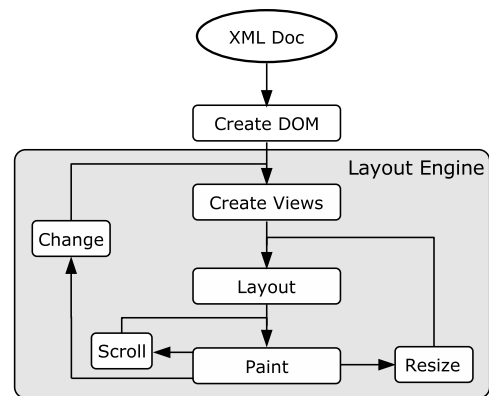 XML Doc
Create DOM
Layout Engine
Create Views
Change
Layout
Scroll
Paint
Resize